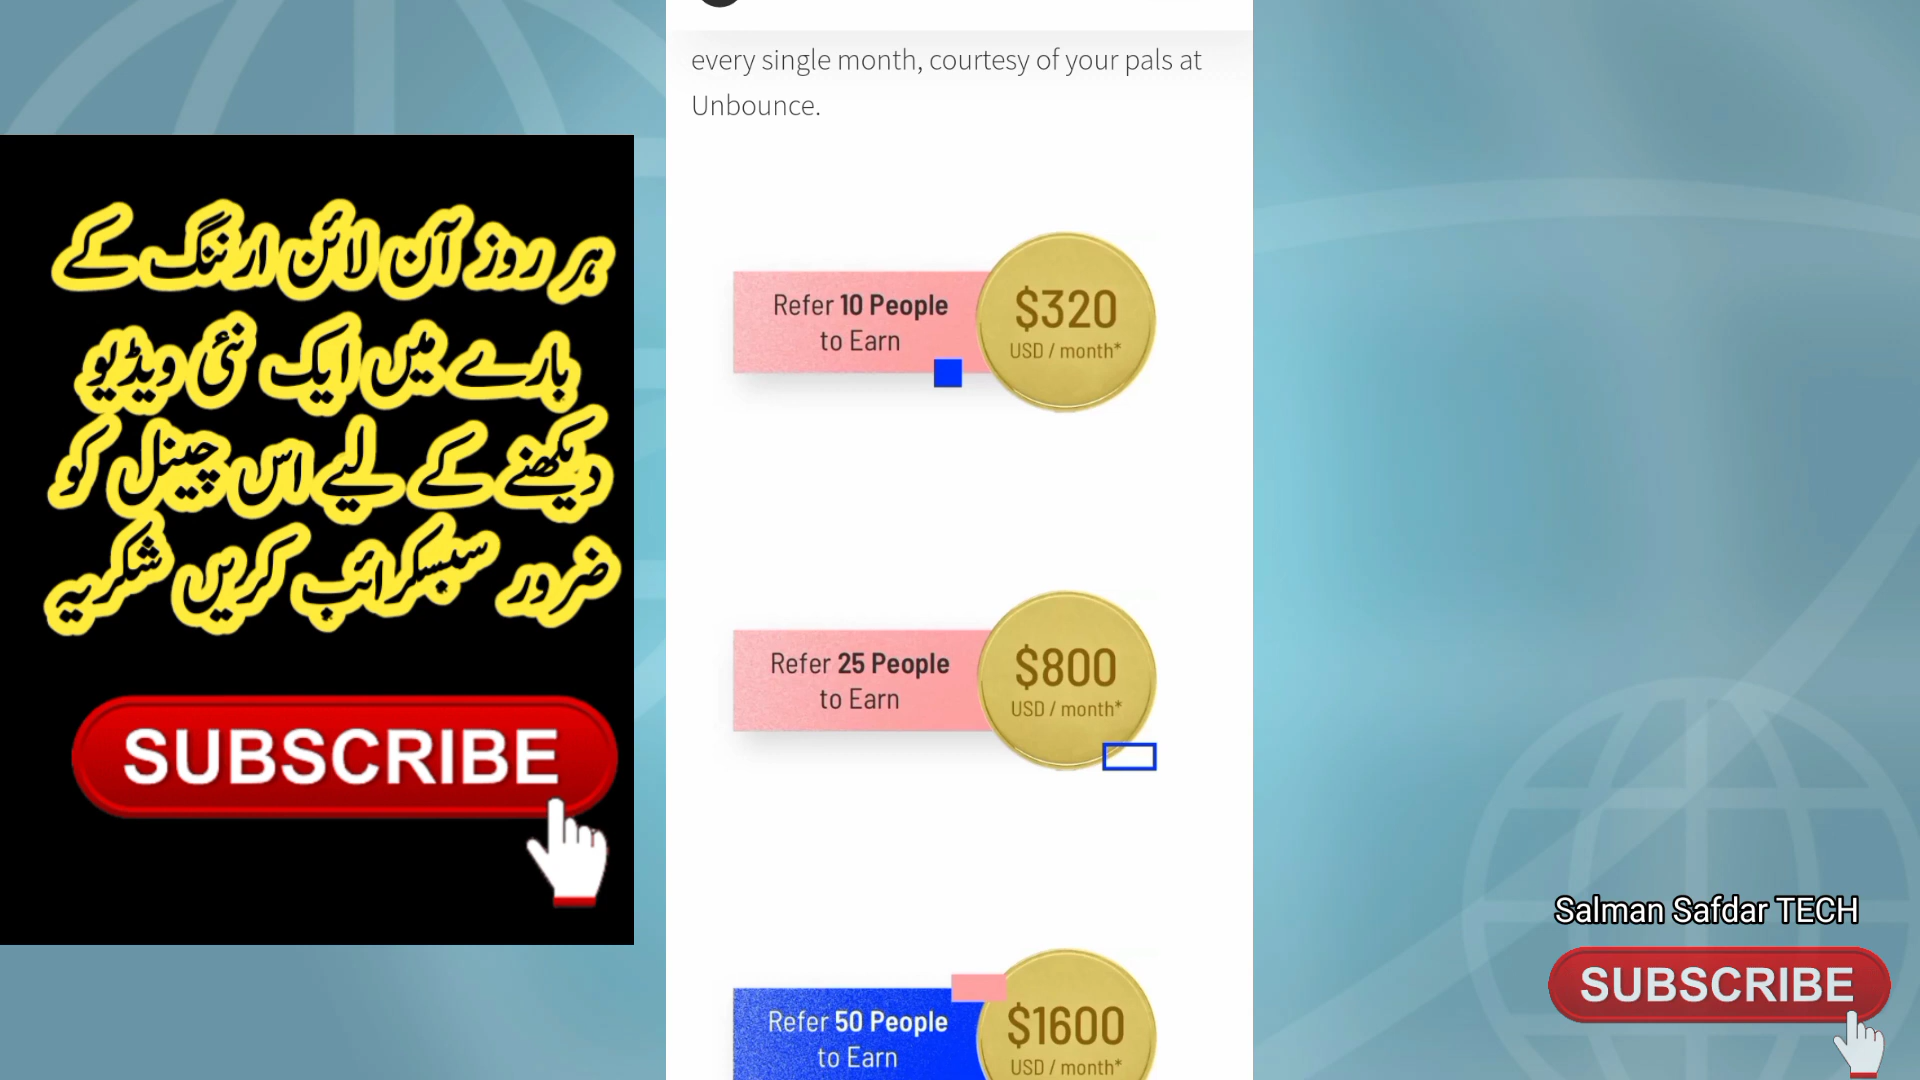 ہر روز آن لائن ارننگ کے
بارے میں ایک نئی ویڈیو
دیکھنے کے لیے اس چینل کو
ضرور سبسکرائب کریں شکریہ
SUBSCRIBE
every single month, courtesy of your pals at
Unbounce.
Refer 10 People
to Earn
$320
USD / month*
Refer 25 People
to Earn
$800
USD / month*
Refer 50 People
to Earn
$1600
USD / month*
Salman Safdar TECH
SUBSCRIBE